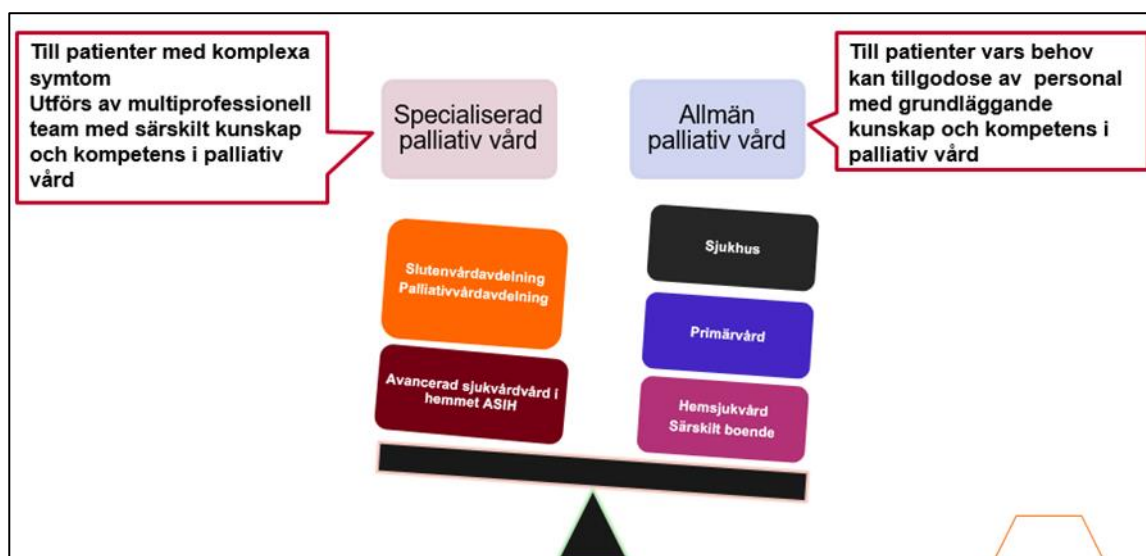 Till patienter med komplexa
symtom
Utförs av multiprofessionell
team med särskilt kunskap
och kompetens i palliativ
vård
Specialiserad
palliativ vård
Allmän
palliativ vård
Till patienter vars behov
kan tillgodose av personal
med grundläggande
kunskap och kompetens i
palliativ vård
Slutenvårdavdelning
Palliativvårdavdelning
Avancerad sjukvårdvård i
hemmet ASIH
Sjukhus
Primärvård
Hemsjukvård
Särskilt boende